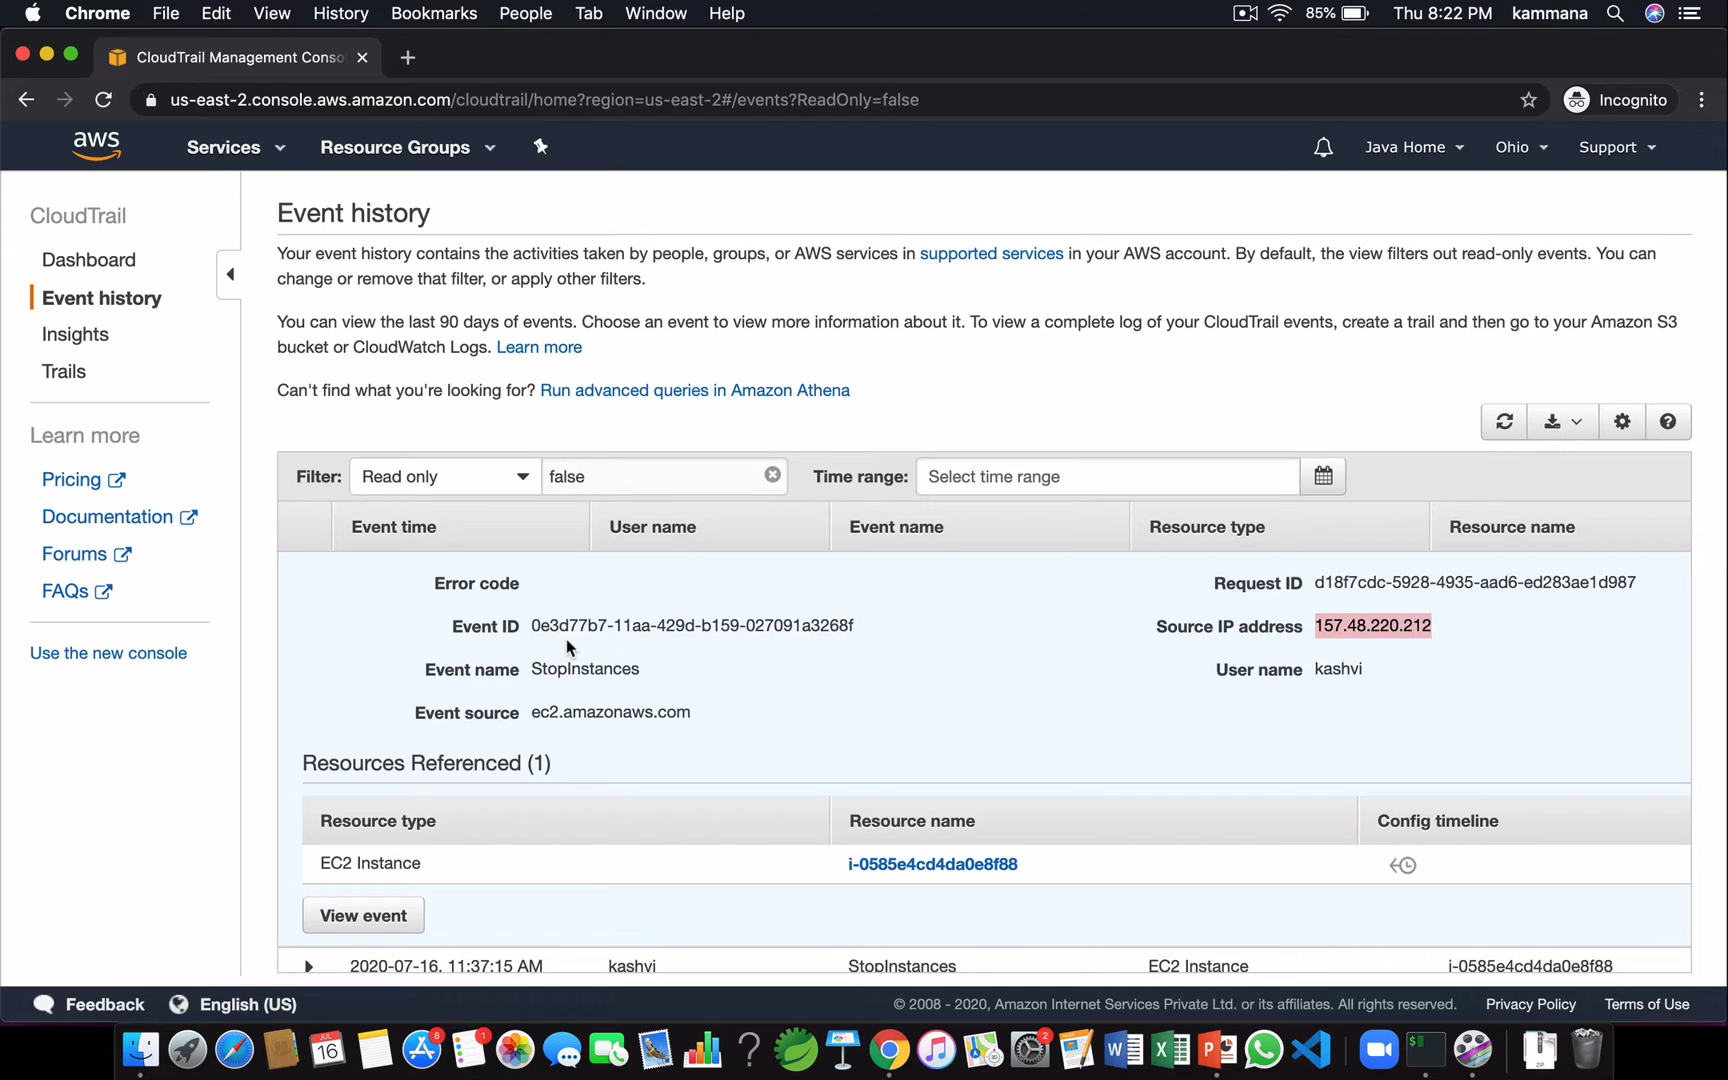 Chrome File Edit View History Bookmarks People Tab Window Help 85% Thu 8:22 PM kammana
CloudTrail Management Conso
us-east-2.console.aws.amazon.com/cloudtrail/home?region=us-east-2#/events?ReadOnly=false Incognito
aws Services Resource Groups Java Home Ohio Support
CloudTrail
Dashboard
Event history
Insights
Trails
Learn more
Pricing
Documentation
Forums
FAQs
Use the new console
Event history
Your event history contains the activities taken by people, groups, or AWS services in supported services in your AWS account. By default, the view filters out read-only events. You can
change or remove that filter, or apply other filters.
You can view the last 90 days of events. Choose an event to view more information about it. To view a complete log of your CloudTrail events, create a trail and then go to your Amazon S3
bucket or CloudWatch Logs. Learn more
Can't find what you're looking for? Run advanced queries in Amazon Athena
Filter: Read only false Time range: Select time range
Event time User name Event name Resource type Resource name
Error code Request ID d18f7cdc-5928-4935-aad6-ed283ae1d987
Event ID 0e3d77b7-11aa-429d-b159-027091a3268f Source IP address 157.48.220.212
Event name StopInstances User name kashvi
Event source ec2.amazonaws.com
Resources Referenced (1)
Resource type Resource name Config timeline
EC2 Instance i-0585e4cd4da0e8f88
View event
2020-07-16, 11:37:15 AM kashvi StopInstances EC2 Instance i-0585e4cd4da0e8f88
Feedback English (US) © 2008 - 2020, Amazon Internet Services Private Ltd. or its affiliates. All rights reserved. Privacy Policy Terms of Use
JUL
16
8
1
2
ZIP